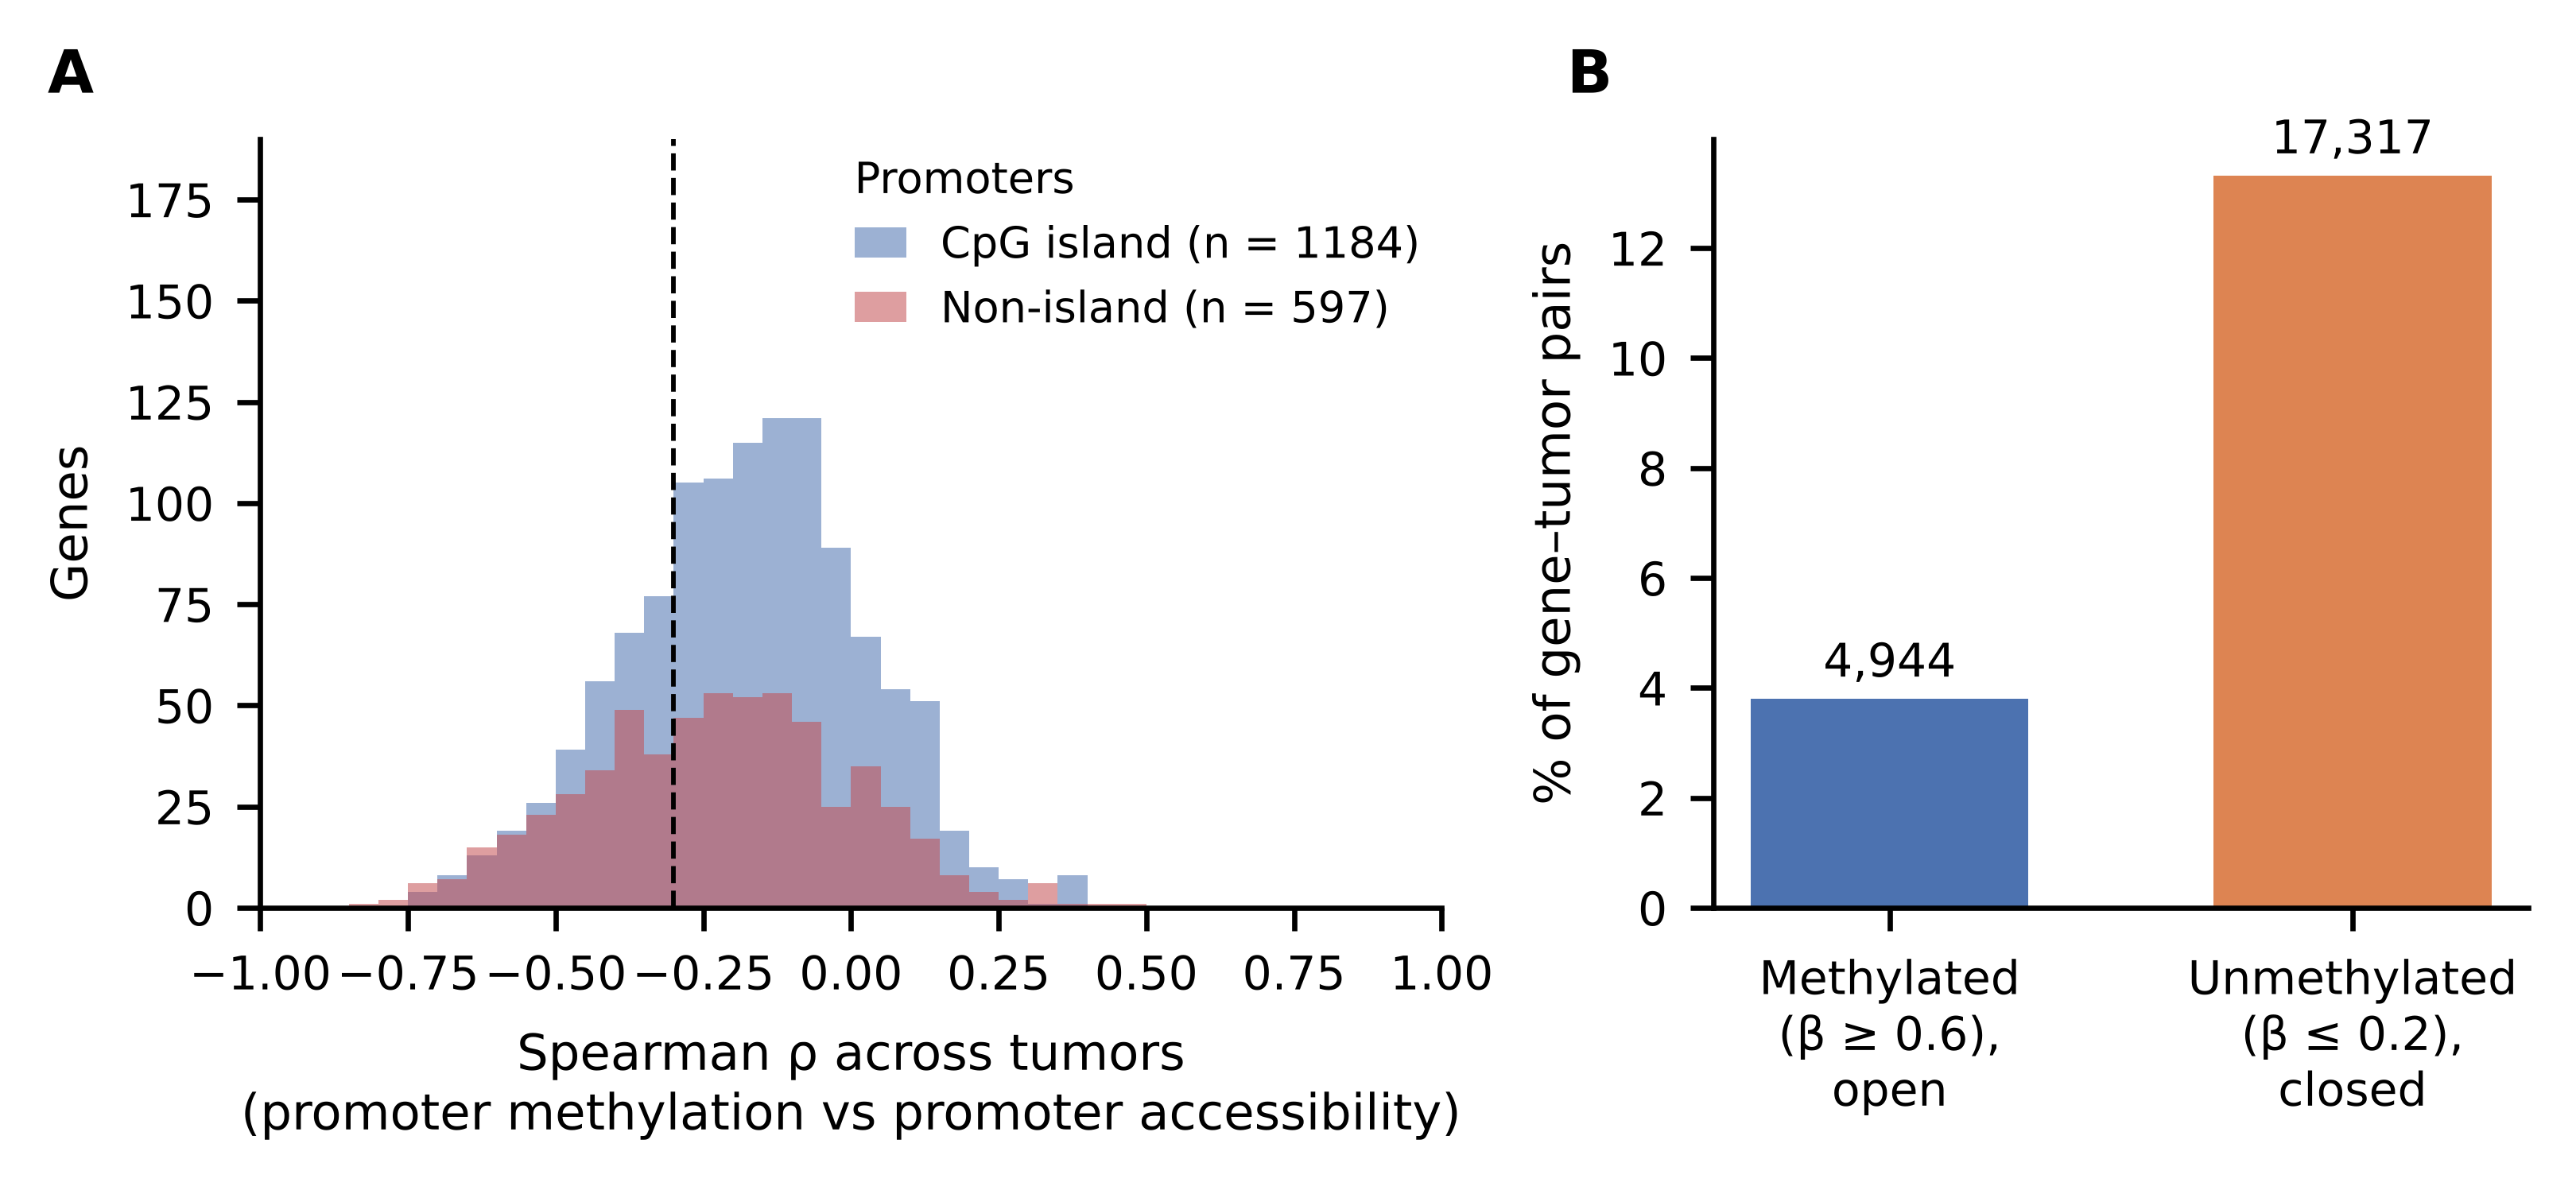 A
Genes
175
150
125
100
75
50
25
0
Promoters
CpG island (n = 1184)
Non-island (n = 597)
−1.00 −0.75 −0.50 −0.25 0.00 0.25 0.50 0.75 1.00
Spearman ρ across tumors
(promoter methylation vs promoter accessibility)
B
% of gene–tumor pairs
12
10
8
6
4
2
0
4,944
17,317
Methylated
(β ≥ 0.6),
open
Unmethylated
(β ≤ 0.2),
closed